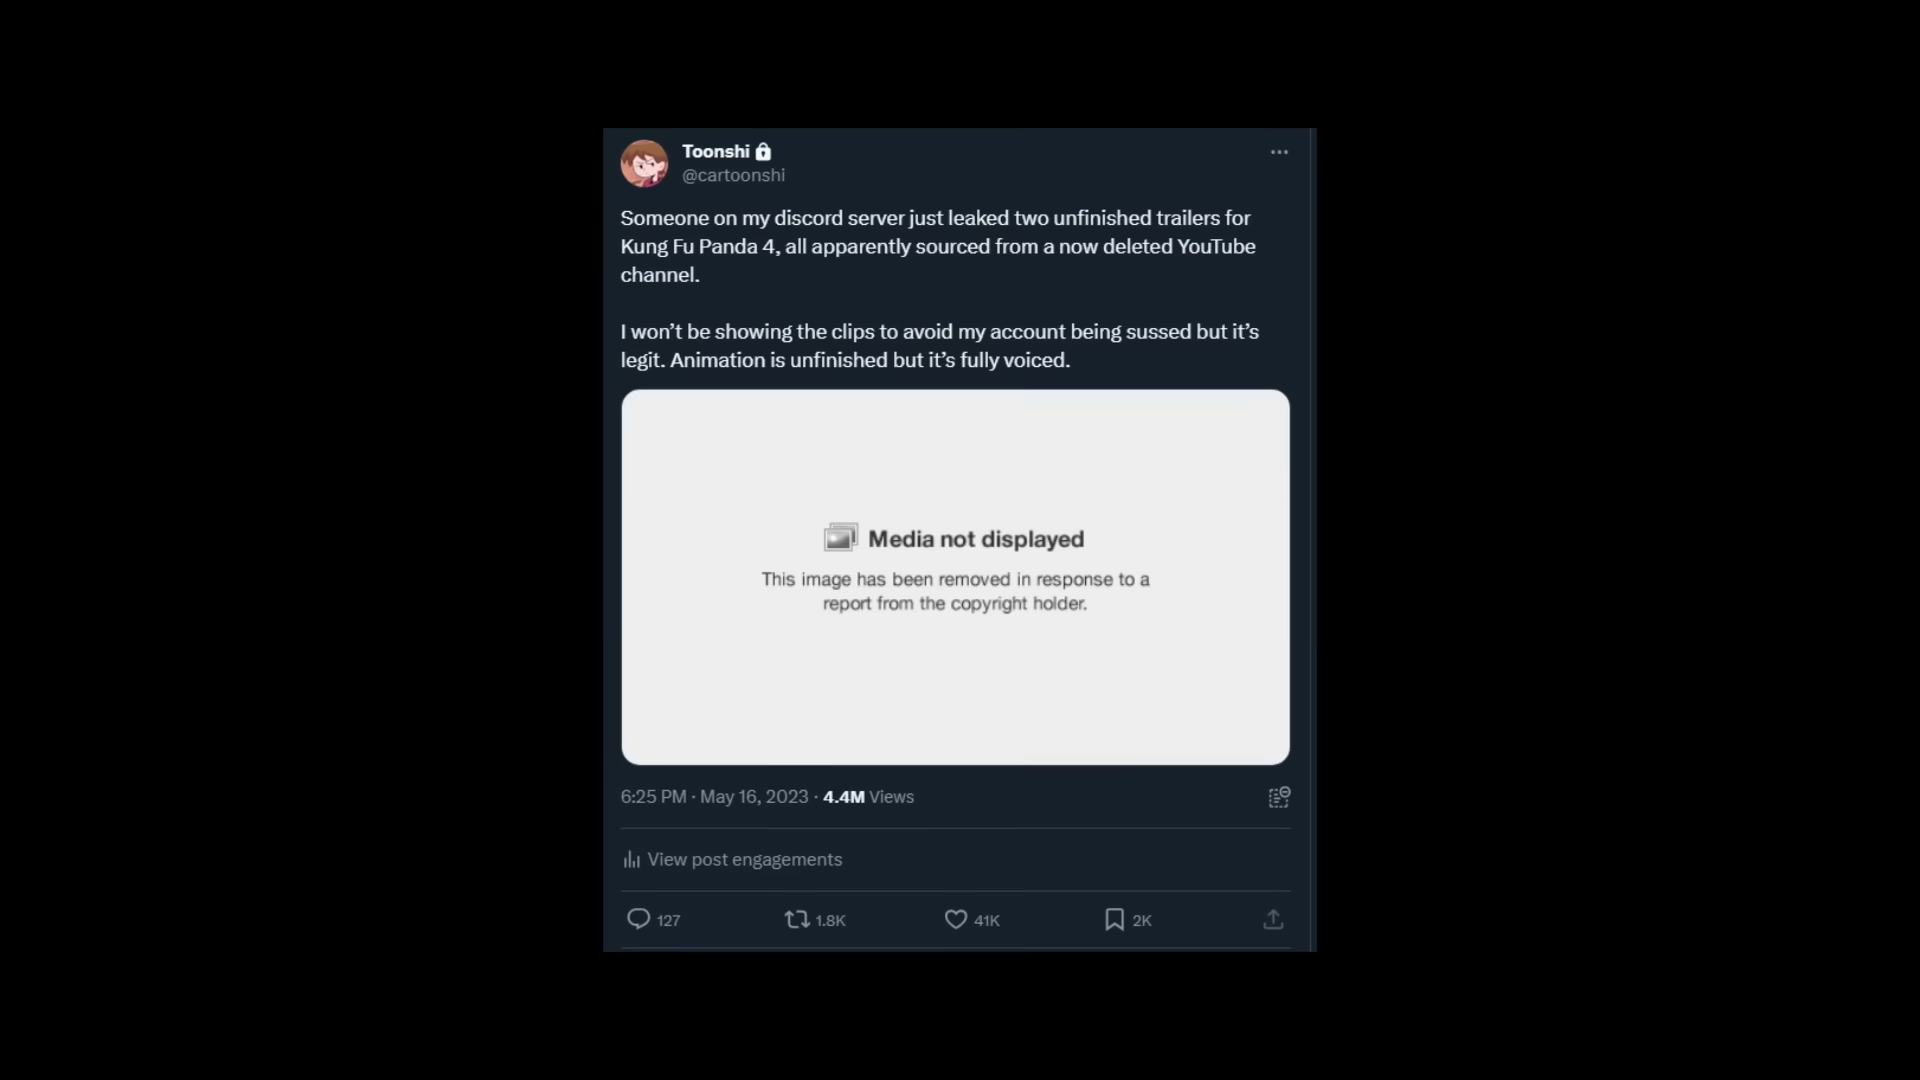 Toonshi
@cartoonshi
Someone on my discord server just leaked two unfinished trailers for
Kung Fu Panda 4, all apparently sourced from a now deleted YouTube
channel.
I won’t be showing the clips to avoid my account being sussed but it’s
legit. Animation is unfinished but it’s fully voiced.
Media not displayed
This image has been removed in response to a
report from the copyright holder.
6:25 PM · May 16, 2023 · 4.4M Views
View post engagements
127 1.8K 41K 2K